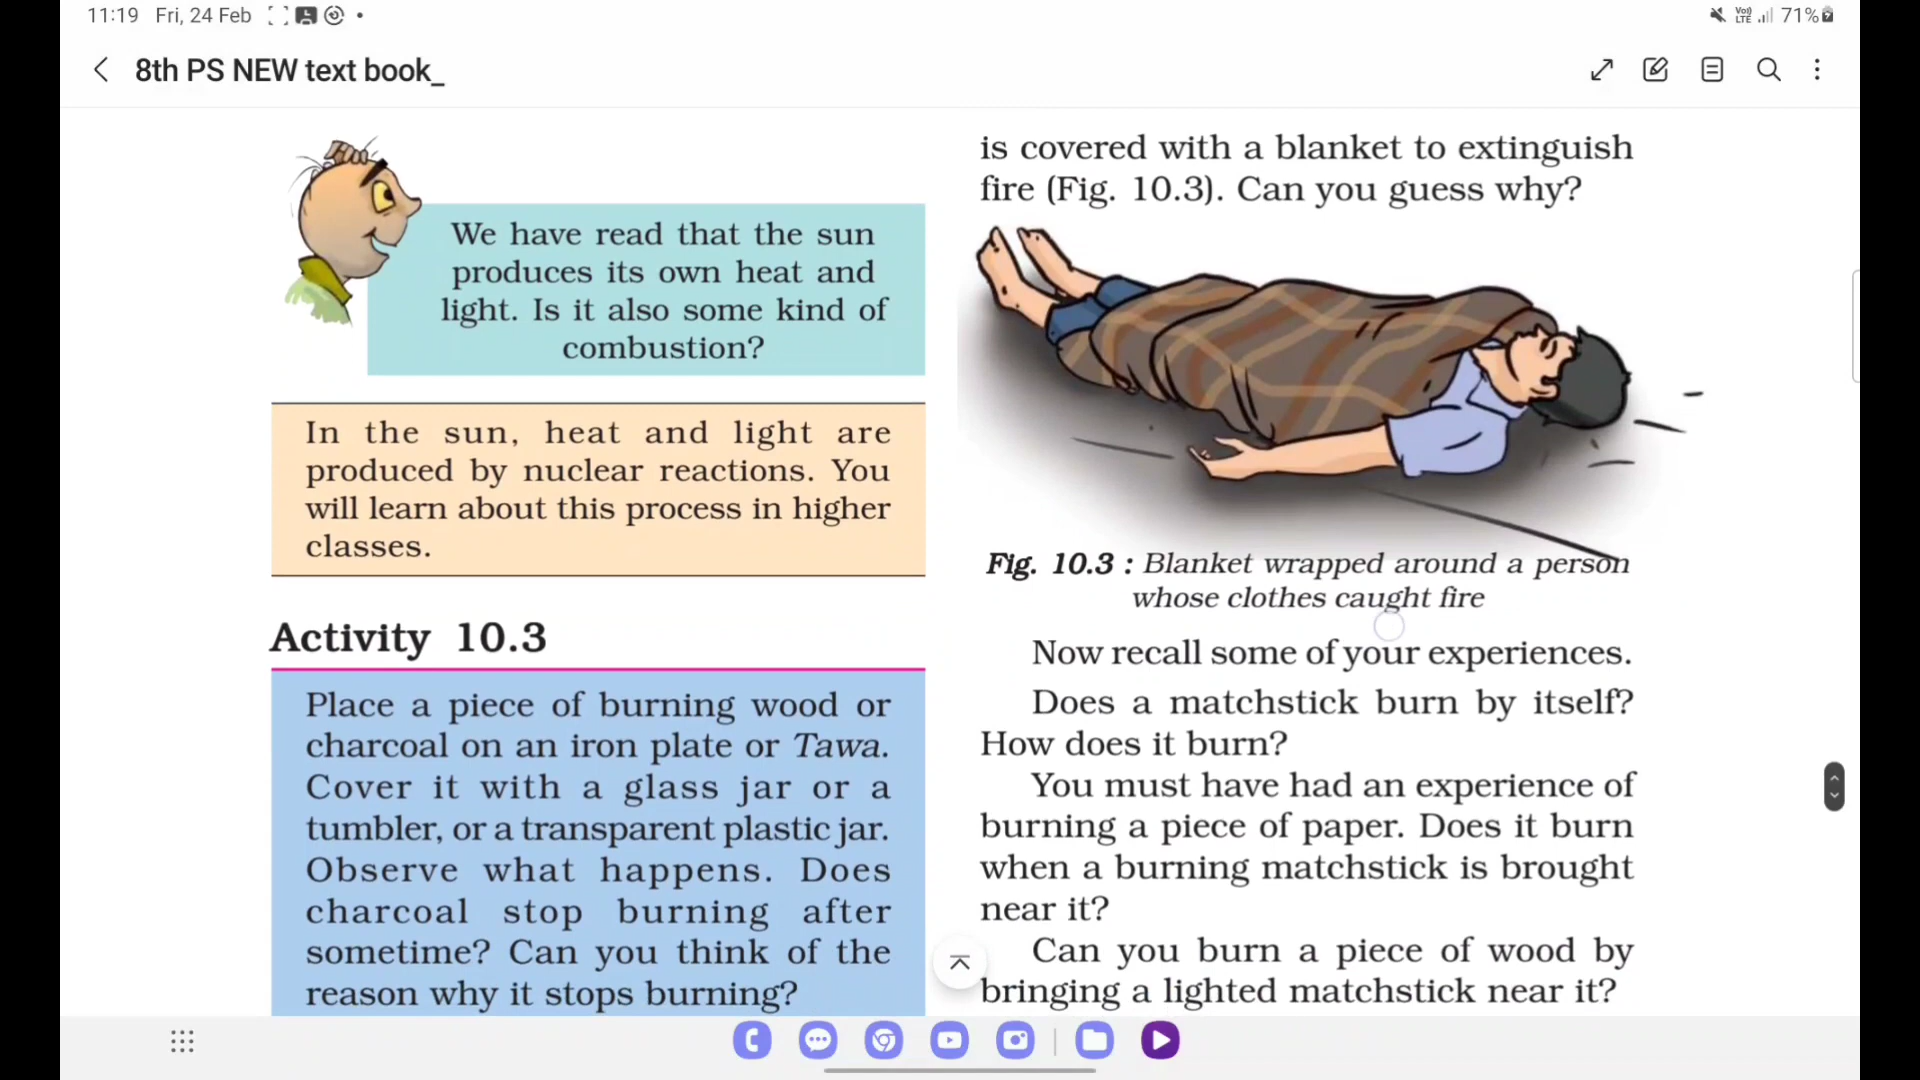 11:19 Fri, 24 Feb
71%
8th PS NEW text book_
We have read that the sun
produces its own heat and
light. Is it also some kind of
combustion?
In the sun, heat and light are
produced by nuclear reactions. You
will learn about this process in higher
classes.
Activity 10.3
Place a piece of burning wood or
charcoal on an iron plate or Tawa.
Cover it with a glass jar or a
tumbler, or a transparent plastic jar.
Observe what happens. Does
charcoal stop burning after
sometime? Can you think of the
reason why it stops burning?
is covered with a blanket to extinguish
fire (Fig. 10.3). Can you guess why?
Fig. 10.3 : Blanket wrapped around a person
whose clothes caught fire
Now recall some of your experiences.
Does a matchstick burn by itself?
How does it burn?
You must have had an experience of
burning a piece of paper. Does it burn
when a burning matchstick is brought
near it?
Can you burn a piece of wood by
bringing a lighted matchstick near it?